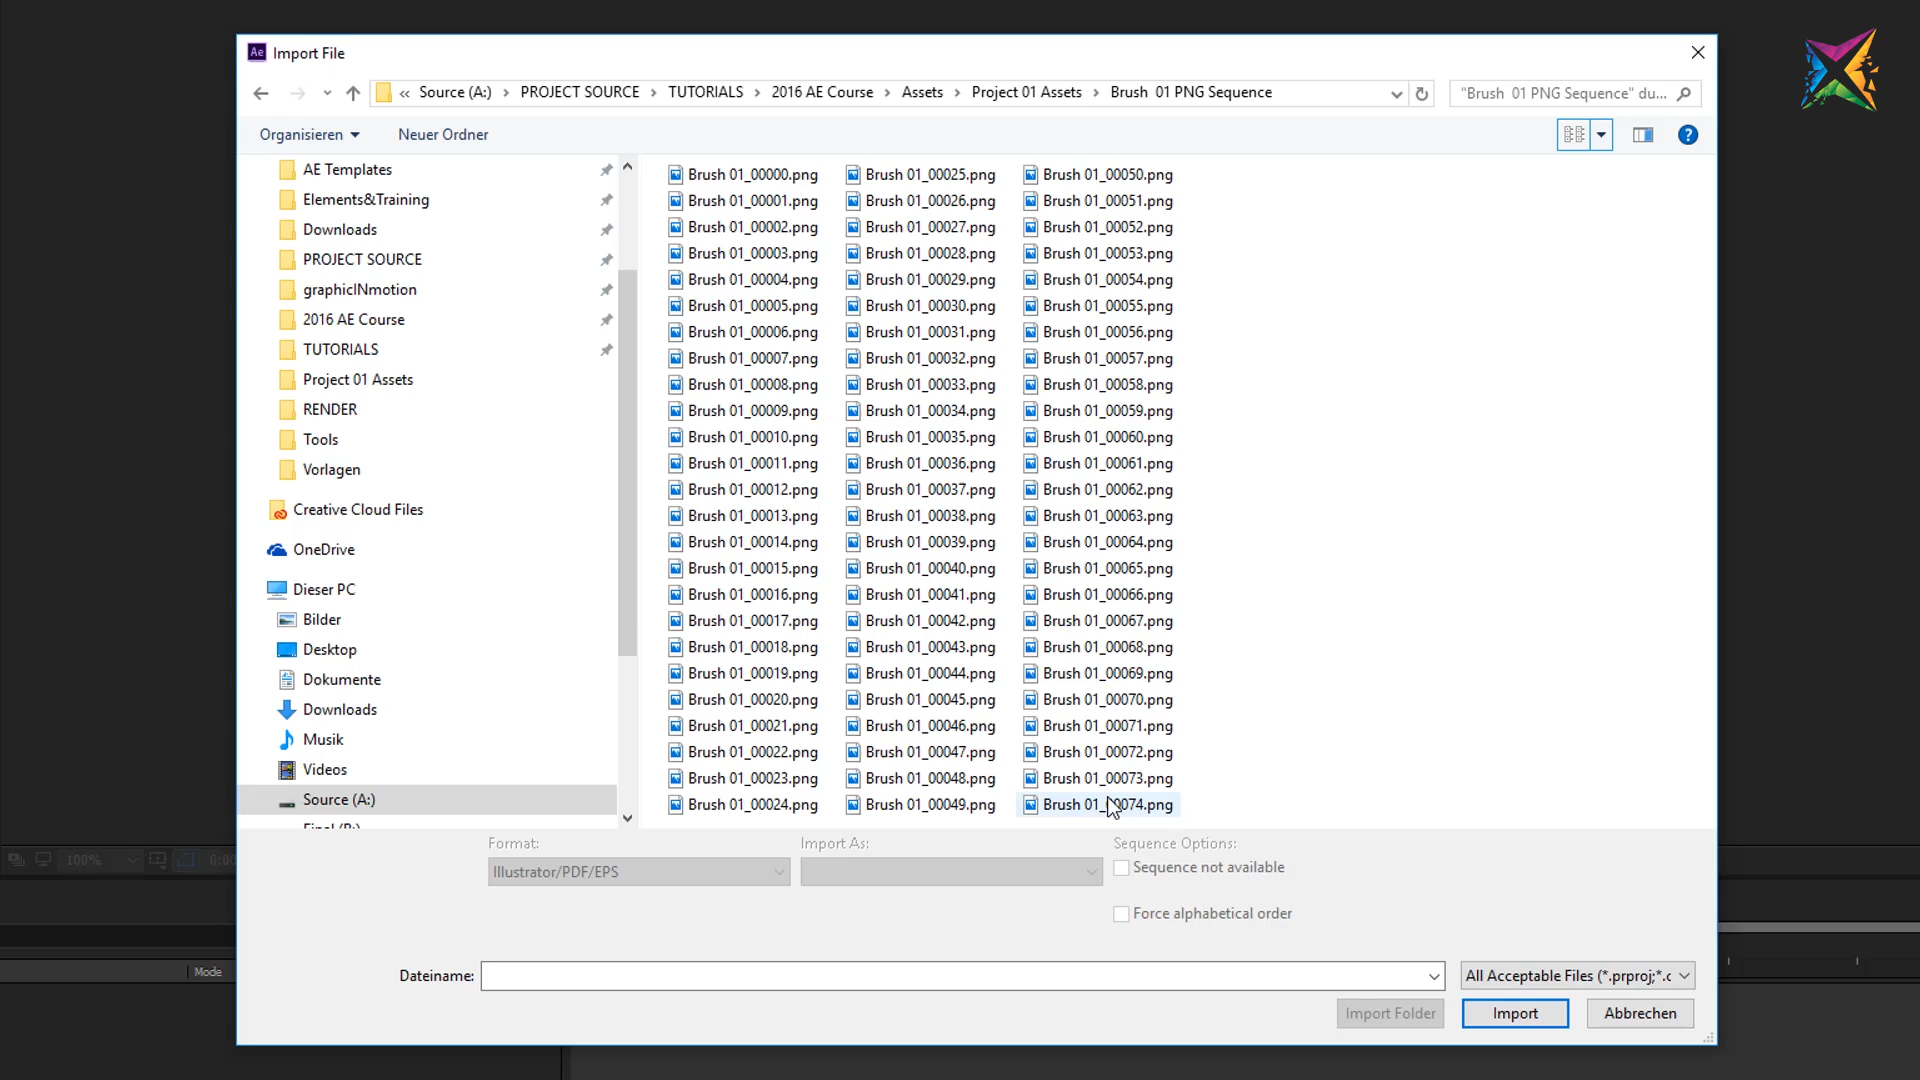 Ae Import File
« Source (A:) > PROJECT SOURCE > TUTORIALS > 2016 AE Course > Assets > Project 01 Assets > Brush 01 PNG Sequence
"Brush 01 PNG Sequence" du...
Organisieren
Neuer Ordner
AE Templates
Elements&Training
Downloads
PROJECT SOURCE
graphicINmotion
2016 AE Course
TUTORIALS
Project 01 Assets
RENDER
Tools
Vorlagen
Creative Cloud Files
OneDrive
Dieser PC
Bilder
Desktop
Dokumente
Downloads
Musik
Videos
Source (A:)
Brush 01_00000.png
Brush 01_00001.png
Brush 01_00002.png
Brush 01_00003.png
Brush 01_00004.png
Brush 01_00005.png
Brush 01_00006.png
Brush 01_00007.png
Brush 01_00008.png
Brush 01_00009.png
Brush 01_00010.png
Brush 01_00011.png
Brush 01_00012.png
Brush 01_00013.png
Brush 01_00014.png
Brush 01_00015.png
Brush 01_00016.png
Brush 01_00017.png
Brush 01_00018.png
Brush 01_00019.png
Brush 01_00020.png
Brush 01_00021.png
Brush 01_00022.png
Brush 01_00023.png
Brush 01_00024.png
Brush 01_00025.png
Brush 01_00026.png
Brush 01_00027.png
Brush 01_00028.png
Brush 01_00029.png
Brush 01_00030.png
Brush 01_00031.png
Brush 01_00032.png
Brush 01_00033.png
Brush 01_00034.png
Brush 01_00035.png
Brush 01_00036.png
Brush 01_00037.png
Brush 01_00038.png
Brush 01_00039.png
Brush 01_00040.png
Brush 01_00041.png
Brush 01_00042.png
Brush 01_00043.png
Brush 01_00044.png
Brush 01_00045.png
Brush 01_00046.png
Brush 01_00047.png
Brush 01_00048.png
Brush 01_00049.png
Brush 01_00050.png
Brush 01_00051.png
Brush 01_00052.png
Brush 01_00053.png
Brush 01_00054.png
Brush 01_00055.png
Brush 01_00056.png
Brush 01_00057.png
Brush 01_00058.png
Brush 01_00059.png
Brush 01_00060.png
Brush 01_00061.png
Brush 01_00062.png
Brush 01_00063.png
Brush 01_00064.png
Brush 01_00065.png
Brush 01_00066.png
Brush 01_00067.png
Brush 01_00068.png
Brush 01_00069.png
Brush 01_00070.png
Brush 01_00071.png
Brush 01_00072.png
Brush 01_00073.png
Brush 01_00074.png
Format:
Import As:
Sequence Options:
Illustrator/PDF/EPS
Sequence not available
Force alphabetical order
Dateiname:
All Acceptable Files (*.prproj;*.c
Import Folder
Import
Abbrechen
100%
0:00
Mode